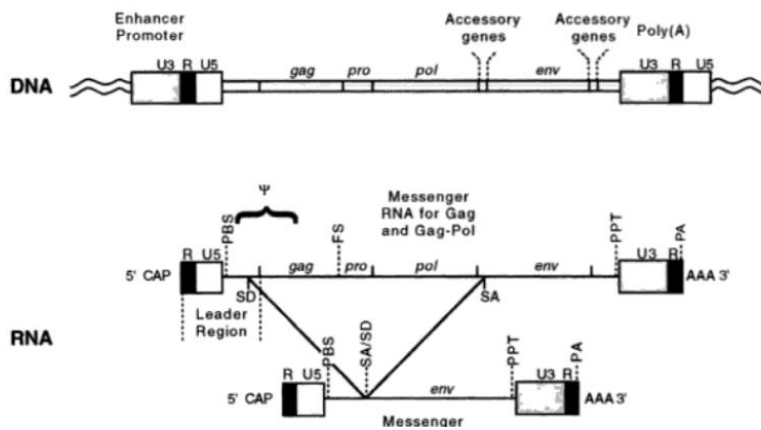 Enhancer
Promoter
Accessory
genes
Accessory
genes
Poly(A)
U3 R U5
gag
pro
pol
env
U3 R U5
DNA
Ψ
Messenger
RNA for Gag
and Gag-Pol
PBS
FS
PPT
PA
R U5
U3 R
5' CAP
gag
pro
pol
env
AAA 3'
SD
SA
Leader
Region
RNA
PBS
SA/SD
PPT
PA
R U5
U3 R
5' CAP
env
AAA 3'
Messenger